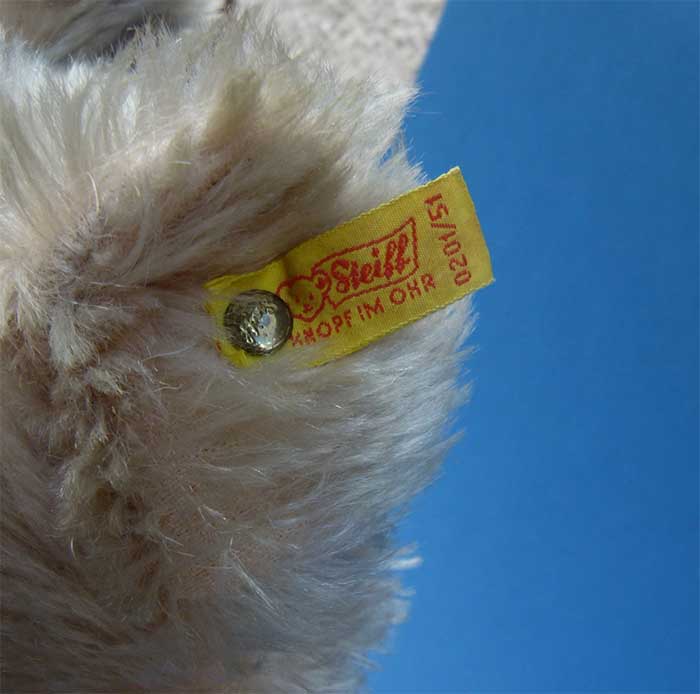 Steiff
KNOPF IM OHR
0201/51